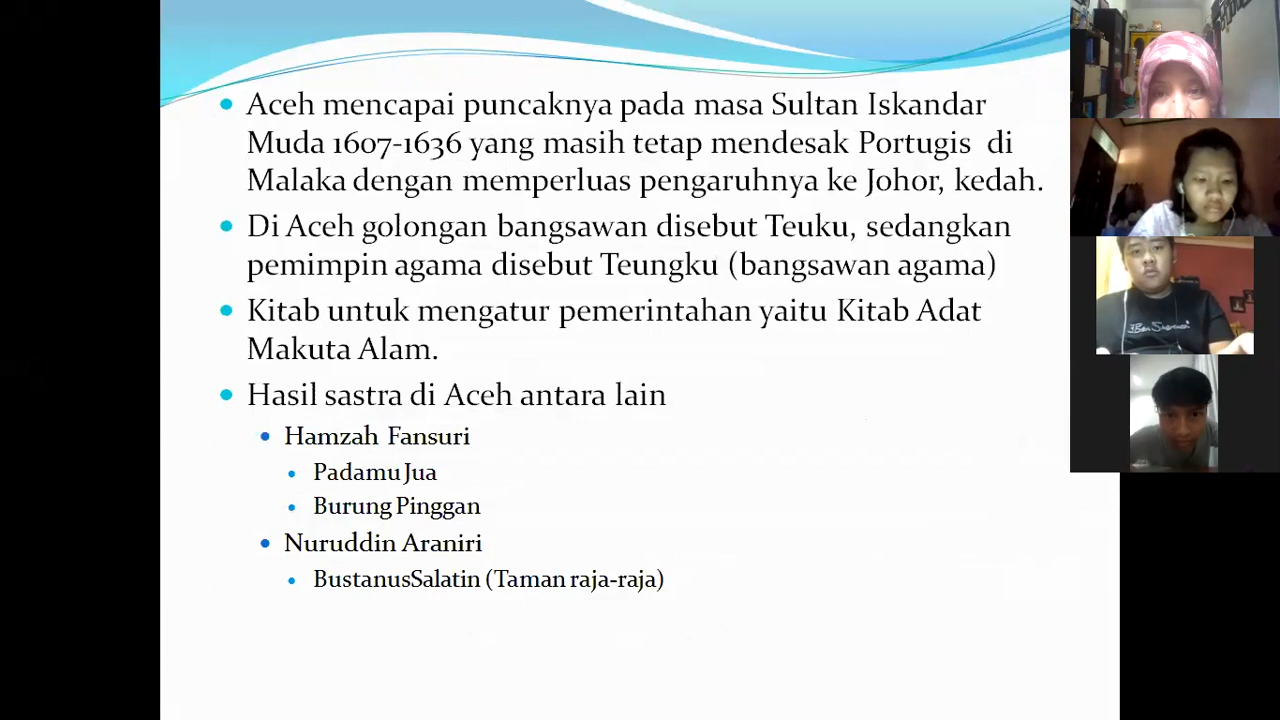 Aceh mencapai puncaknya pada masa Sultan Iskandar
Muda 1607-1636 yang masih tetap mendesak Portugis di
Malaka dengan memperluas pengaruhnya ke Johor, kedah.
Di Aceh golongan bangsawan disebut Teuku, sedangkan
pemimpin agama disebut Teungku (bangsawan agama)
Kitab untuk mengatur pemerintahan yaitu Kitab Adat
Makuta Alam.
Hasil sastra di Aceh antara lain
Hamzah Fansuri
Padamu Jua
Burung Pinggan
Nuruddin Araniri
BustanusSalatin (Taman raja-raja)